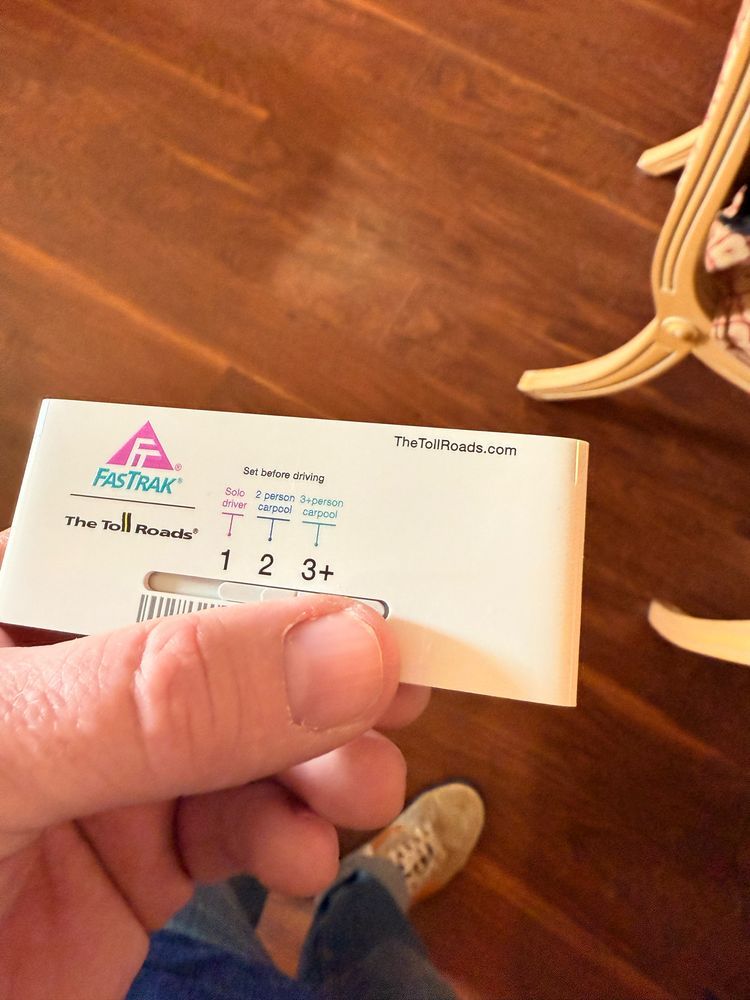 TheTollRoads.com
FASTRAK®
The Toll Roads®
Set before driving
Solo driver
2 person carpool
3+person carpool
1 2 3+